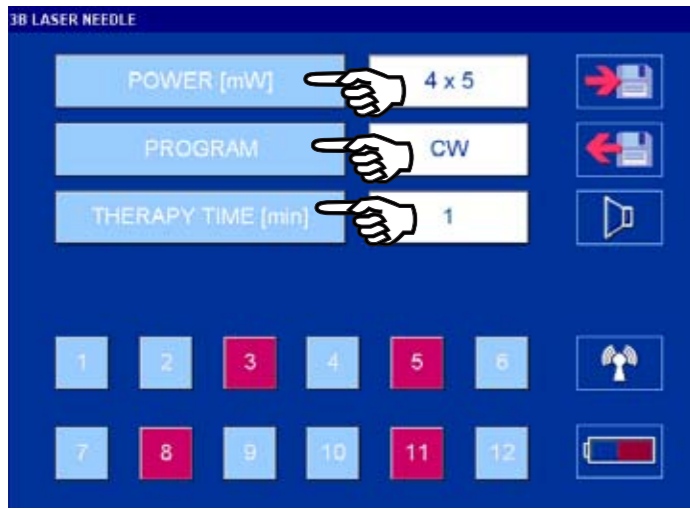 3B LASER NEEDLE
POWER [mW] 4 x 5
PROGRAM CW
THERAPY TIME [min] 1
1 2 3 4 5 6
7 8 9 10 11 12